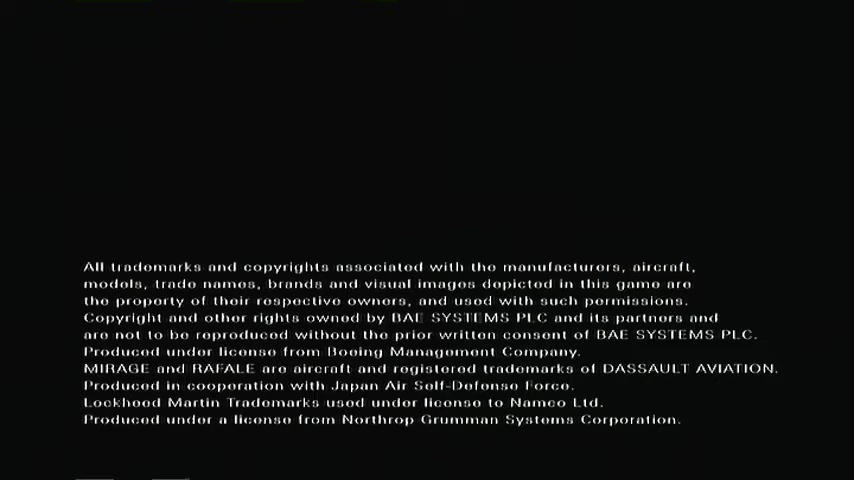 All trademarks and copyrights associated with the manufacturers, aircraft,
models, trade names, brands and visual images depicted in this game are
the property of their respective owners, and used with such permissions.
Copyright and other rights owned by BAE SYSTEMS PLC and its partners and
are not to be reproduced without the prior written consent of BAE SYSTEMS PLC.
Produced under license from Boeing Management Company.
MIRAGE and RAFALE are aircraft and registered trademarks of DASSAULT AVIATION.
Produced in cooperation with Japan Air Self-Defense Force.
Lockheed Martin Trademarks used under license to Namco Ltd.
Produced under a license from Northrop Grumman Systems Corporation.